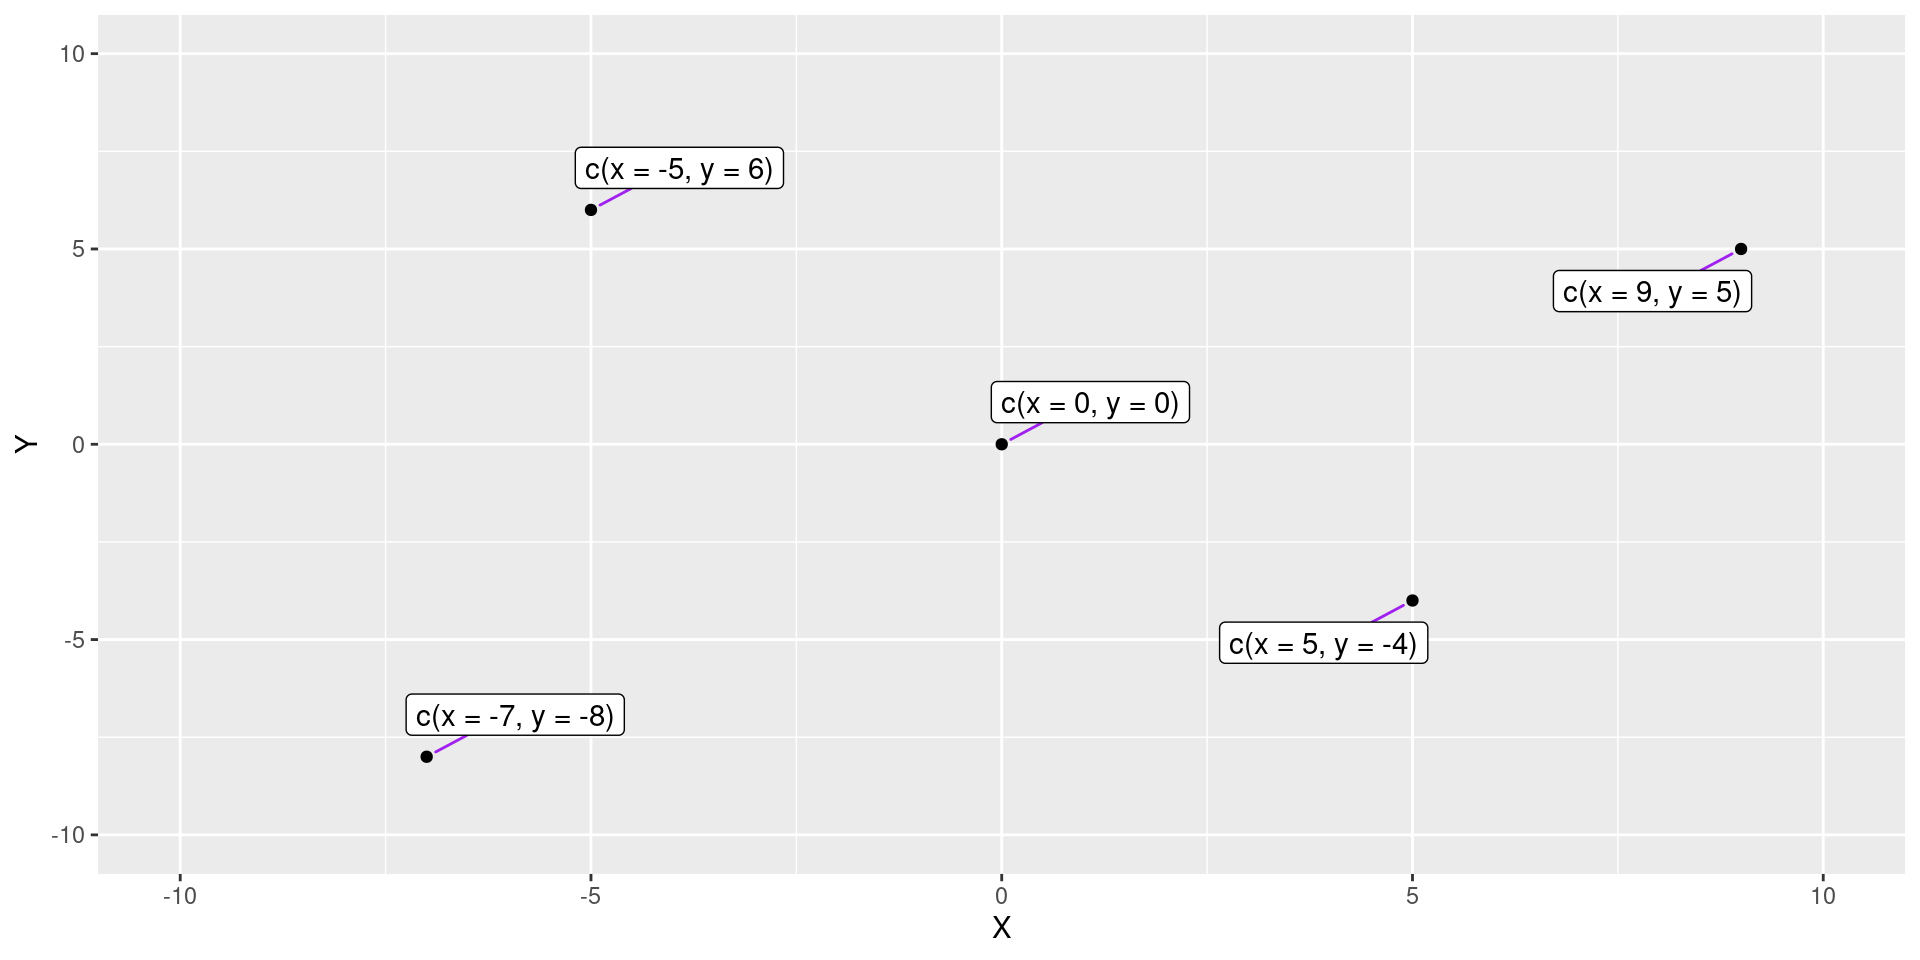 10
c(x = -5, y = 6)
5
c(x = 9, y = 5)
c(x = 0, y = 0)
Y
0
-5
c(x = 5, y = -4)
c(x = -7, y = -8)
-10
-10 -5 0 5 10
X